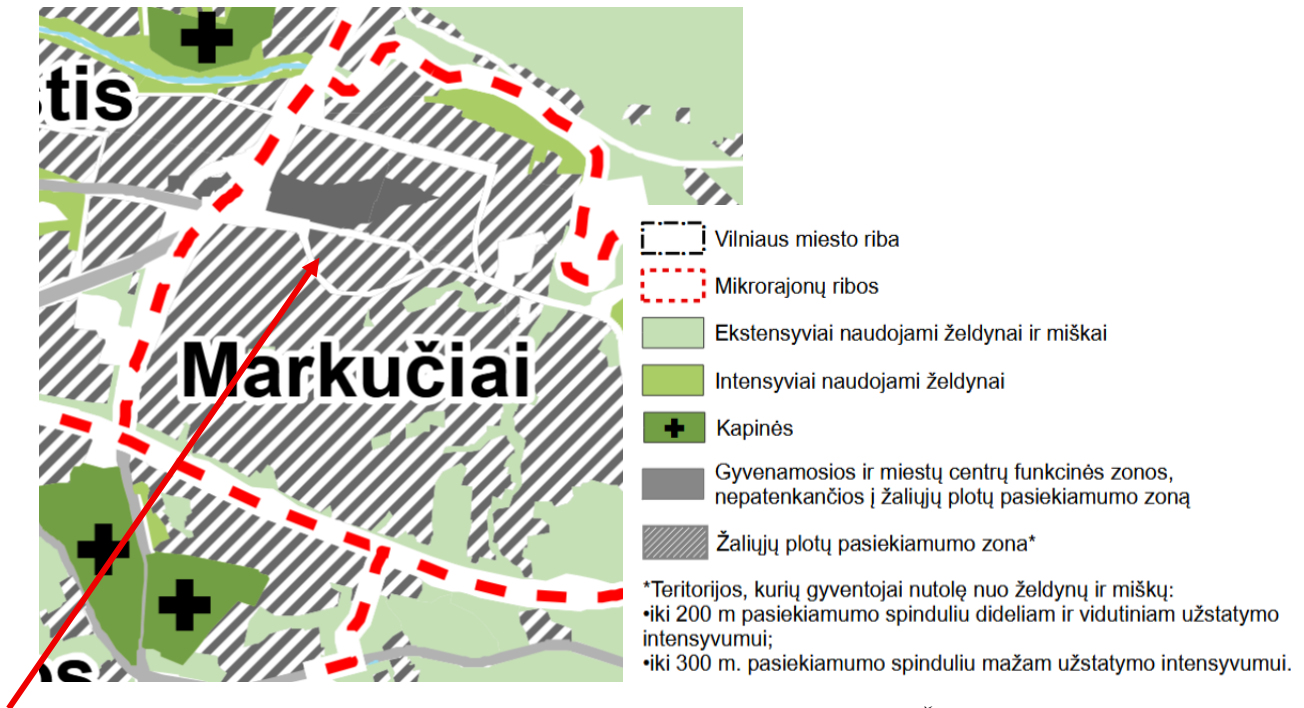 tis
Markučiai
os
Vilniaus miesto riba
Mikrorajonų ribos
Ekstensyviai naudojami želdynai ir miškai
Intensyviai naudojami želdynai
Kapinės
Gyvenamosios ir miestų centrų funkcinės zonos,
nepatenkančios į žaliųjų plotų pasiekiamumo zoną
Žaliųjų plotų pasiekiamumo zona*
*Teritorijos, kurių gyventojai nutolę nuo želdynų ir miškų:
•iki 200 m pasiekiamumo spinduliu dideliam ir vidutiniam užstatymo
intensyvumui;
•iki 300 m. pasiekiamumo spinduliu mažam užstatymo intensyvumui.